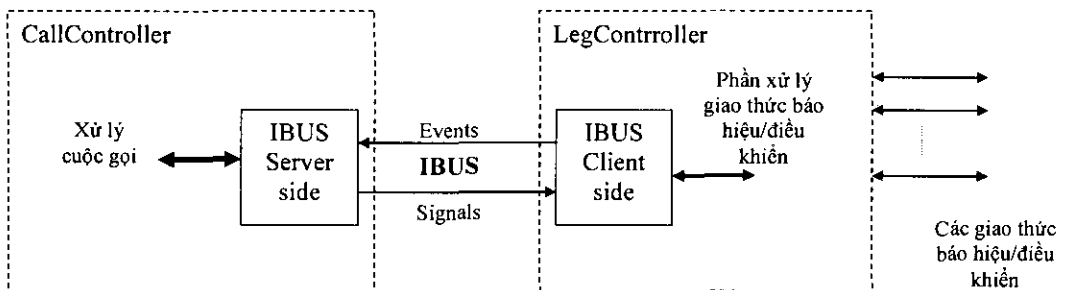 CallController
LegContrroller
Xử lý
cuộc gọi
IBUS
Server
side
Events
IBUS
Signals
IBUS
Client
side
Phần xử lý
giao thức báo
hiệu/điều
khiển
Các giao thức
báo hiệu/điều
khiển